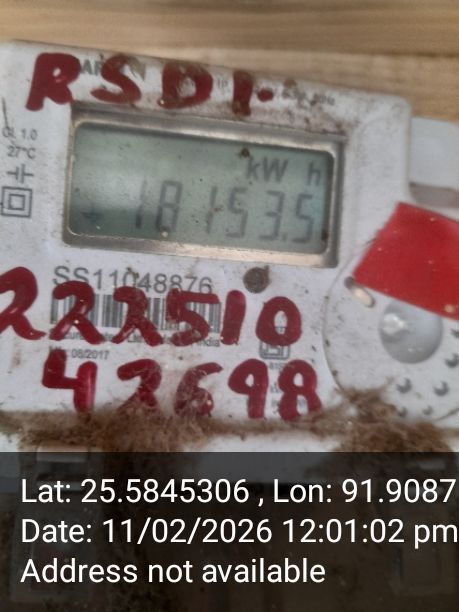 RSDI
Cl. 1.0
27°C
kW h
18153.5
SS11048876
222510
08/2017
42698
Lat: 25.5845306 , Lon: 91.9087
Date: 11/02/2026 12:01:02 pm
Address not available